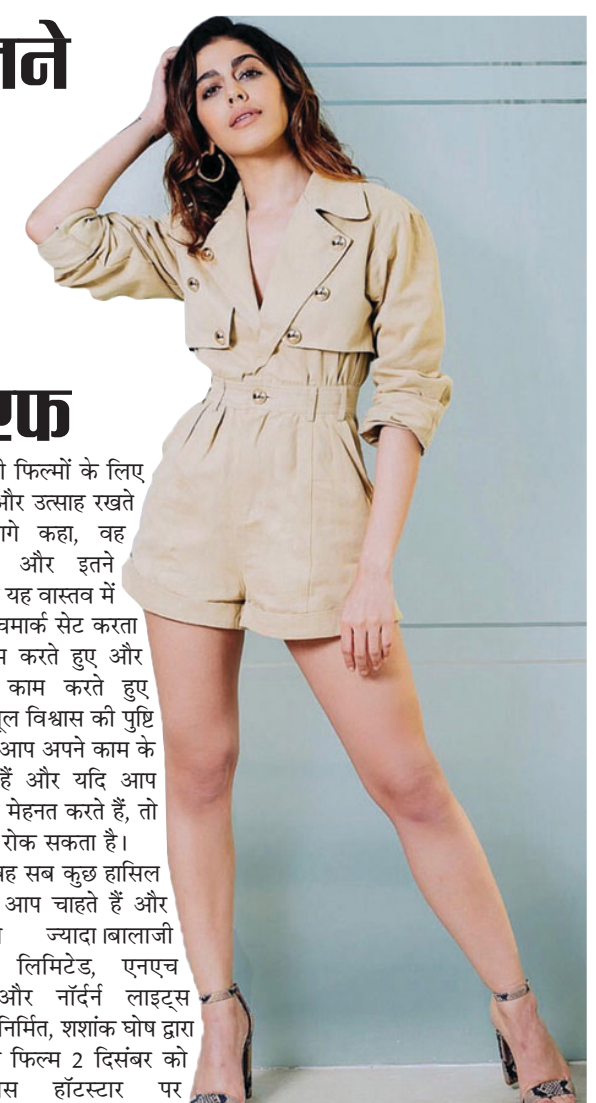 फिल्मों के लिए
और उत्साह रखते
कहा, वह
और इतने
यह वास्तव में
सेट करता
करते हुए और
काम करते हुए
विश्वास की पुष्टि
आप अपने काम के
हैं और यदि आप
मेहनत करते हैं, तो
रोक सकता है।
सब कुछ हासिल
आप चाहते हैं और
ज्यादा।बालाजी
लिमिटेड, एनएच
और नॉर्दर्न लाइट्स
निर्मित, शशांक घोष द्वारा
फिल्म 2 दिसंबर को
हॉटस्टार पर